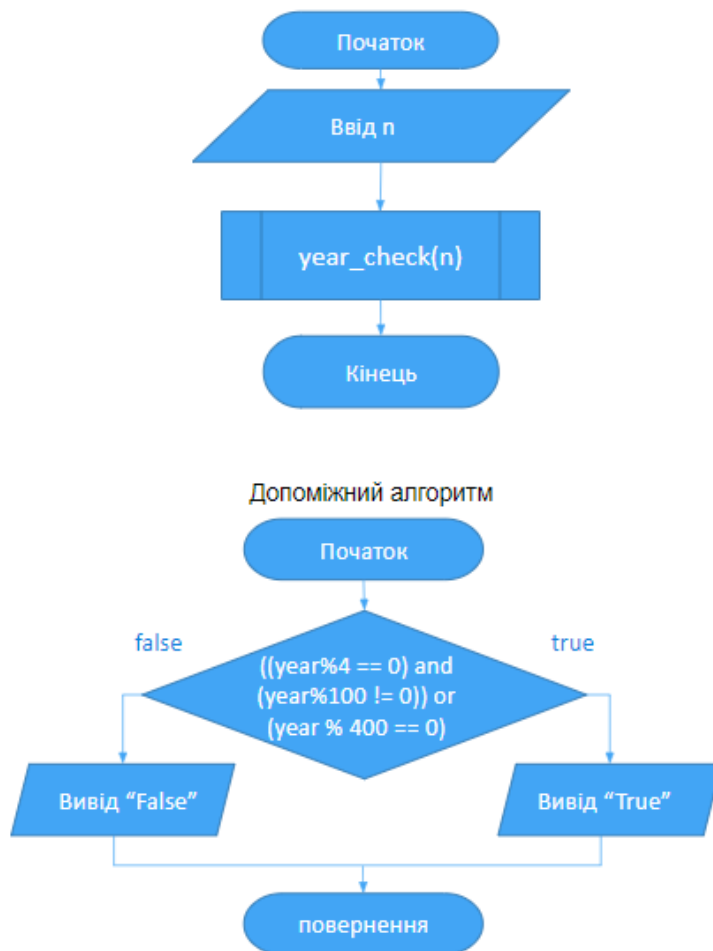 Початок
Ввід n
year_check(n)
Кінець
Допоміжний алгоритм
Початок
false
true
((year%4 == 0) and
(year%100 != 0)) or
(year % 400 == 0)
Вивід “False”
Вивід “True”
повернення